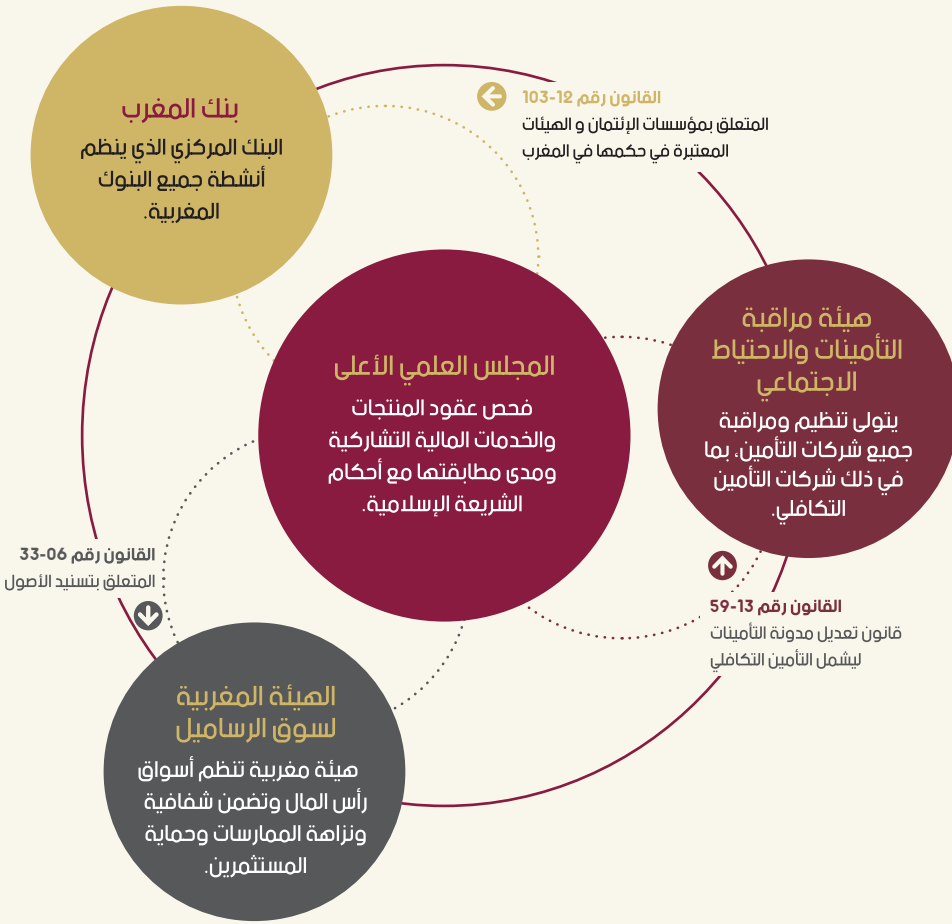 بنك المغرب
البنك المركزي الذي ينظم
أنشطة جميع البنوك
المغربية.
القانون رقم 12-103
المتعلق بمؤسسات الإئتمان و الهيئات
المعتبرة في حكمها في المغرب
هيئة مراقبة
التأمينات والاحتياط
الاجتماعي
يتولى تنظيم ومراقبة
جميع شركات التأمين، بما
في ذلك شركات التأمين
التكافلي.
المجلس العلمي الأعلى
فحص عقود المنتجات
والخدمات المالية التشاركية
ومدى مطابقتها مع أحكام
الشريعة الإسلامية.
القانون رقم 06-33
المتعلق بتسنيد الأصول
القانون رقم 13-59
قانون تعديل مدونة التأمينات
ليشمل التأمين التكافلي
الهيئة المغربية
لسوق الرساميل
هيئة مغربية تنظم أسواق
رأس المال وتضمن شفافية
ونزاهة الممارسات وحماية
المستثمرين.